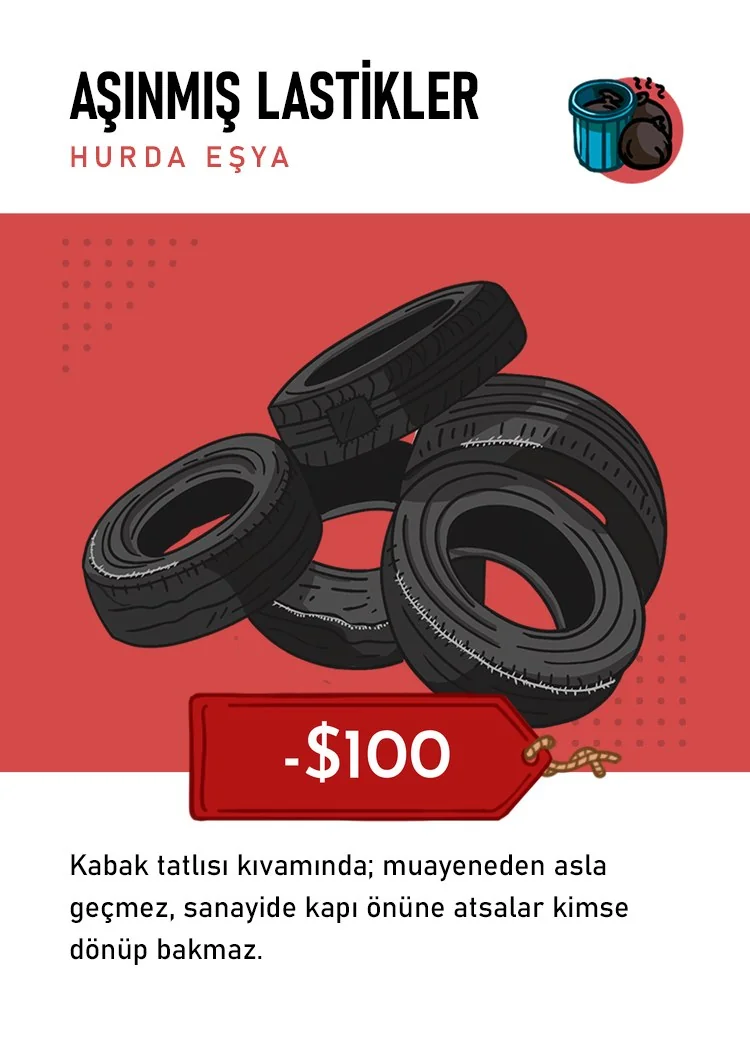 AŞINMIŞ LASTİKLER
HURDA EŞYA
-$100
Kabak tatlısı kıvamında; muayeneden asla
geçmez, sanayide kapı önüne atsalar kimse
dönüp bakmaz.